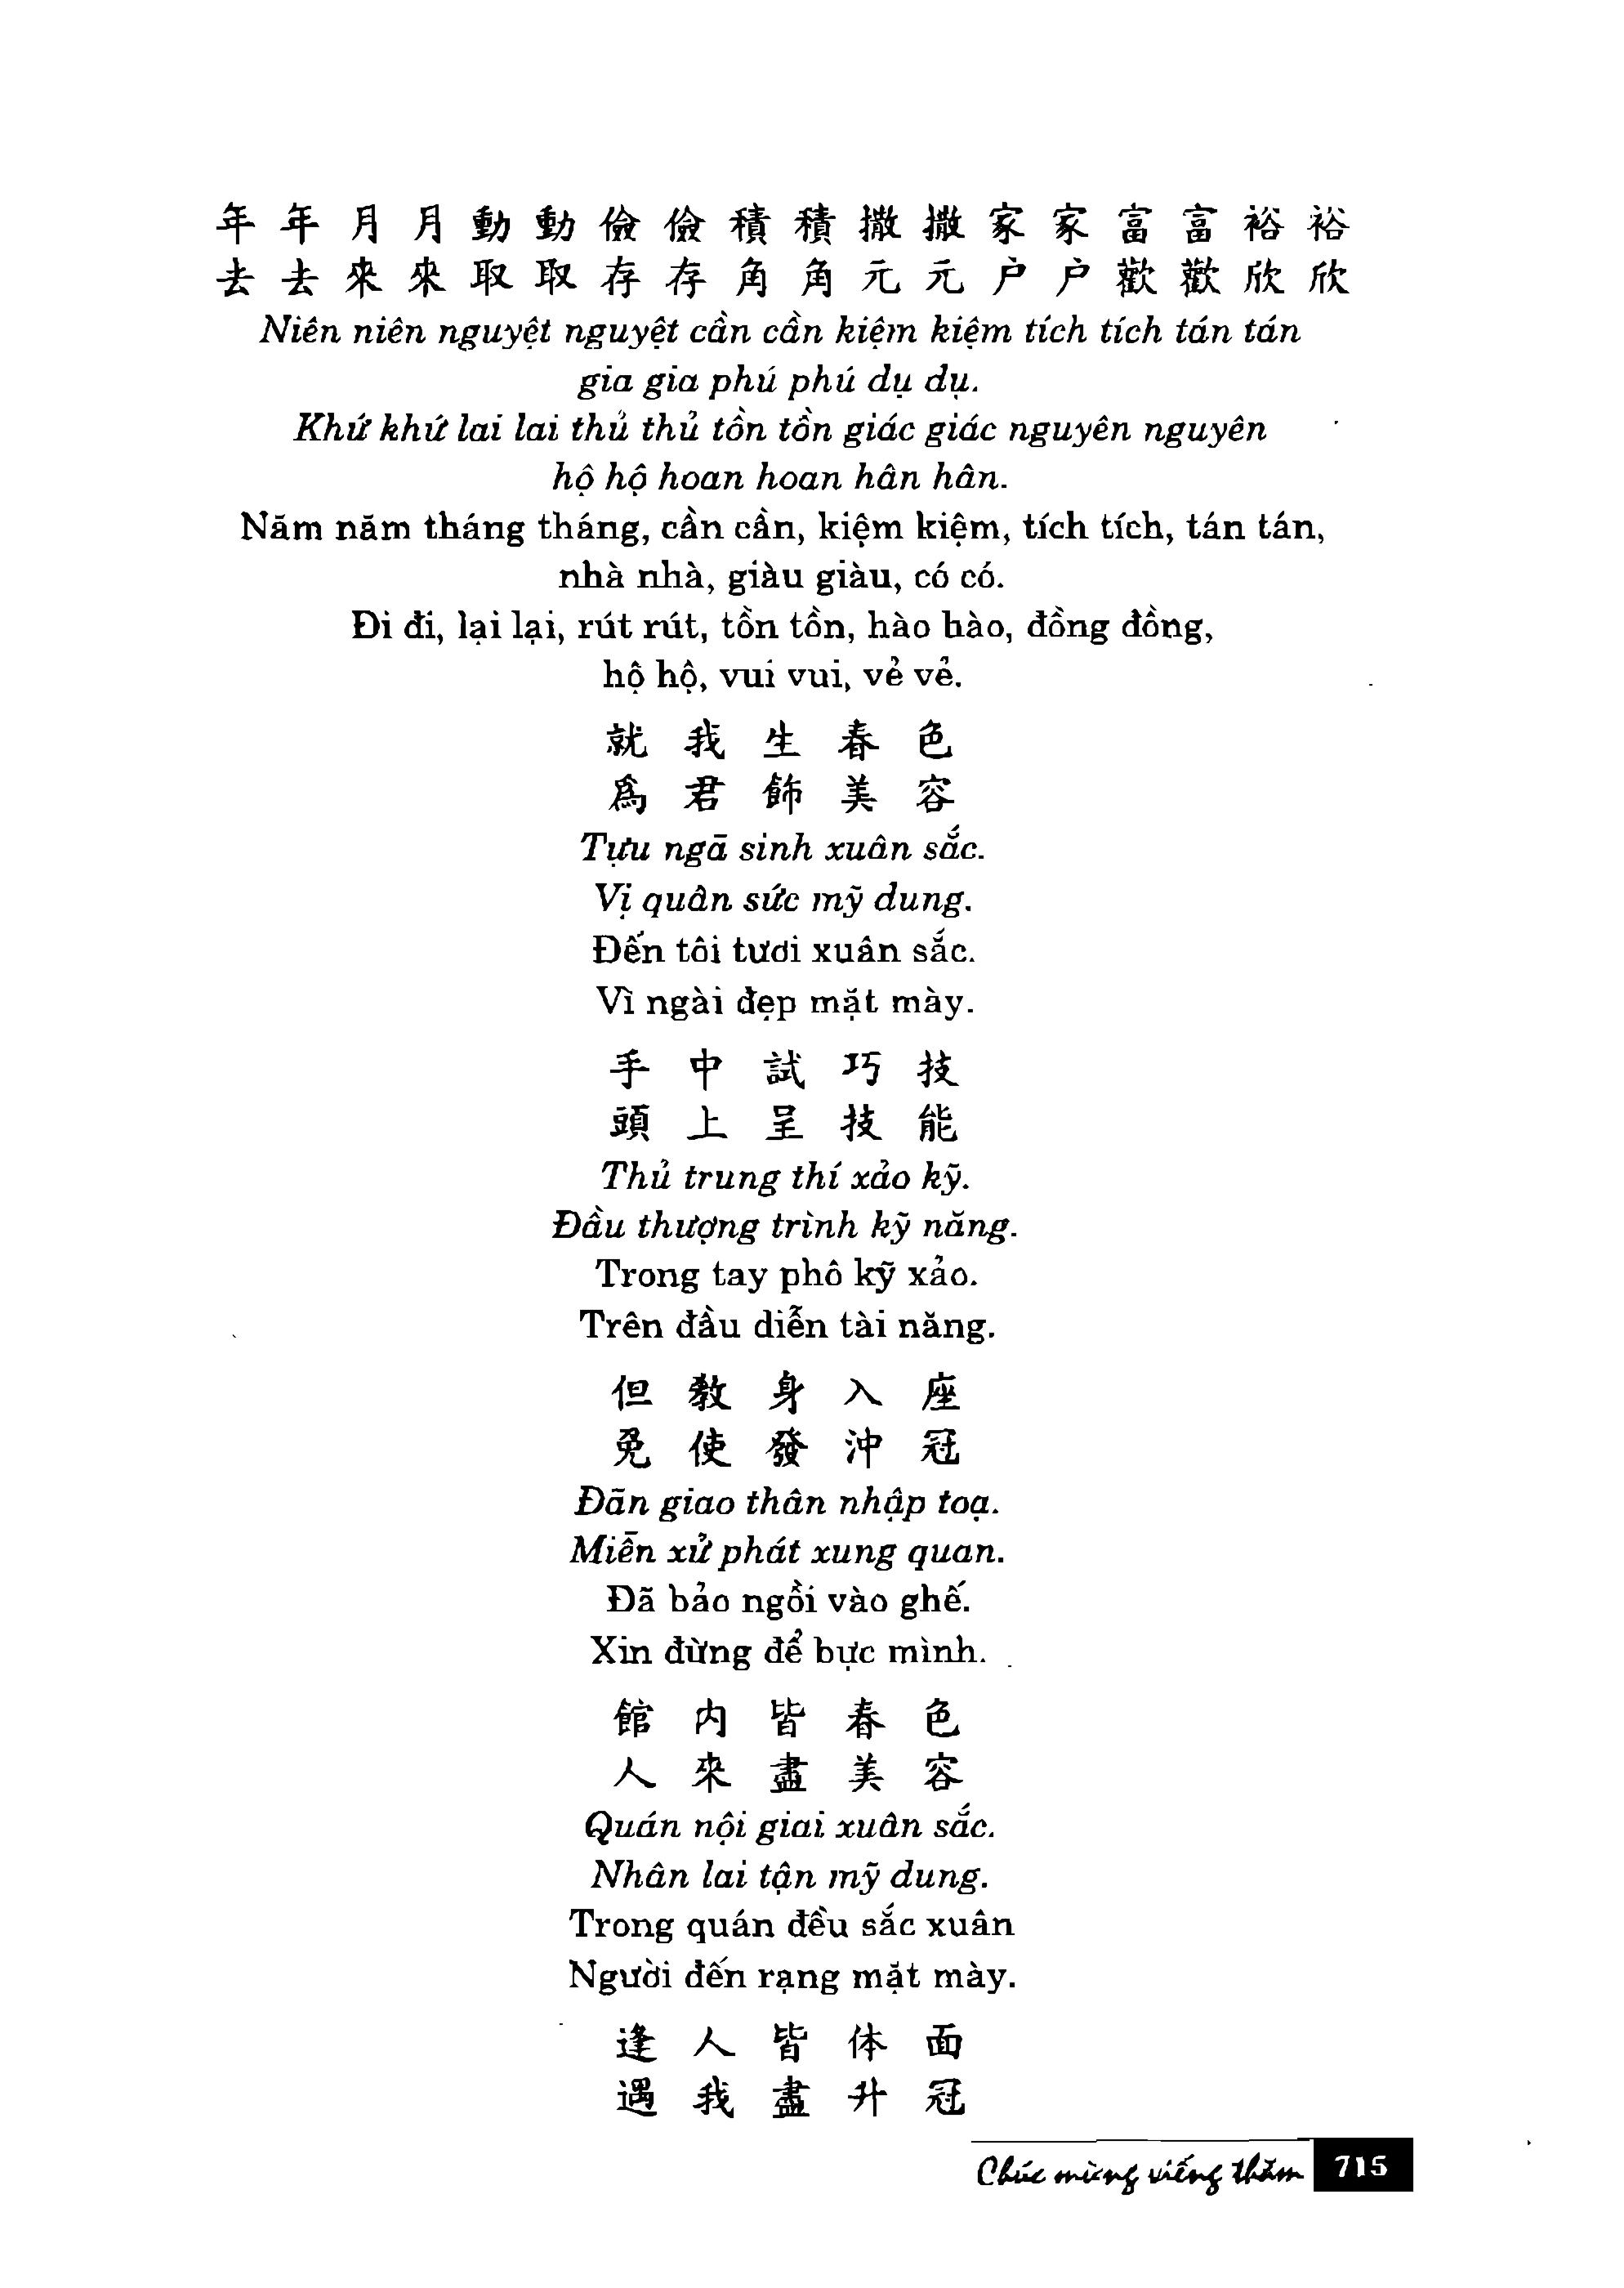 年年月月動動儉儉積積撒撒家家富富裕裕
去去來來取取存存角角元元户户歡歡欣欣
Niên niên nguyệt nguyệt cần cần kiệm kiệm tích tích tán tán
gia gia phú phú dụ dụ.
Khứ khứ lai lai thủ thủ tồn tồn giác giác nguyên nguyên
hộ hộ hoan hoan hân hân.
Năm năm tháng tháng, cần cần, kiệm kiệm, tích tích, tán tán,
nhà nhà, giàu giàu, có có.
Đi đi, lại lại, rút rút, tồn tồn, hào hào, đồng đồng,
hộ hộ, vui vui, vẻ vẻ.
就我生春色
爲君飾美容
Tựu ngã sinh xuân sắc.
Vị quân sức mỹ dung.
Đến tôi tươi xuân sắc.
Vì ngài đẹp mặt mày.
手中試巧技
頭上呈技能
Thủ trung thí xảo kỹ.
Đầu thượng trình kỹ năng.
Trong tay phô kỹ xảo.
Trên đầu diễn tài năng.
但教身入座
免使發沖冠
Đãn giao thân nhập toạ.
Miễn xử phát xung quan.
Đã bảo ngồi vào ghế.
Xin đừng để bực mình.
館内皆春色
人來盡美容
Quán nội giai xuân sắc.
Nhân lai tận mỹ dung.
Trong quán đều sắc xuân
Người đến rạng mặt mày.
逢人皆体面
遇我盡升冠
Chúc mừng viếng thăm 715